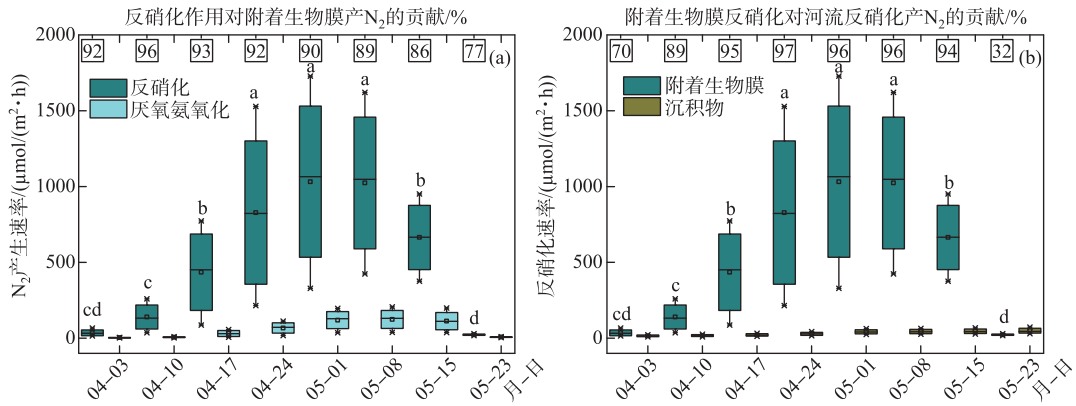 反硝化作用对附着生物膜产N₂的贡献/%
2000
92 96 93 92 90 89 86 77
(a)
反硝化
厌氧氨氧化
a a
a
1500
1000
b
b
500
c
cd
d
0
N₂产生速率/(μmol/(m²·h))
04-03 04-10 04-17 04-24 05-01 05-08 05-15 05-23
月-日
附着生物膜反硝化对河流反硝化产N₂的贡献/%
2000
70 89 95 97 96 96 94 32
(b)
附着生物膜
沉积物
a a
a
1500
1000
b
b
500
c
cd
d
0
反硝化速率/(μmol/(m²·h))
04-03 04-10 04-17 04-24 05-01 05-08 05-15 05-23
月-日